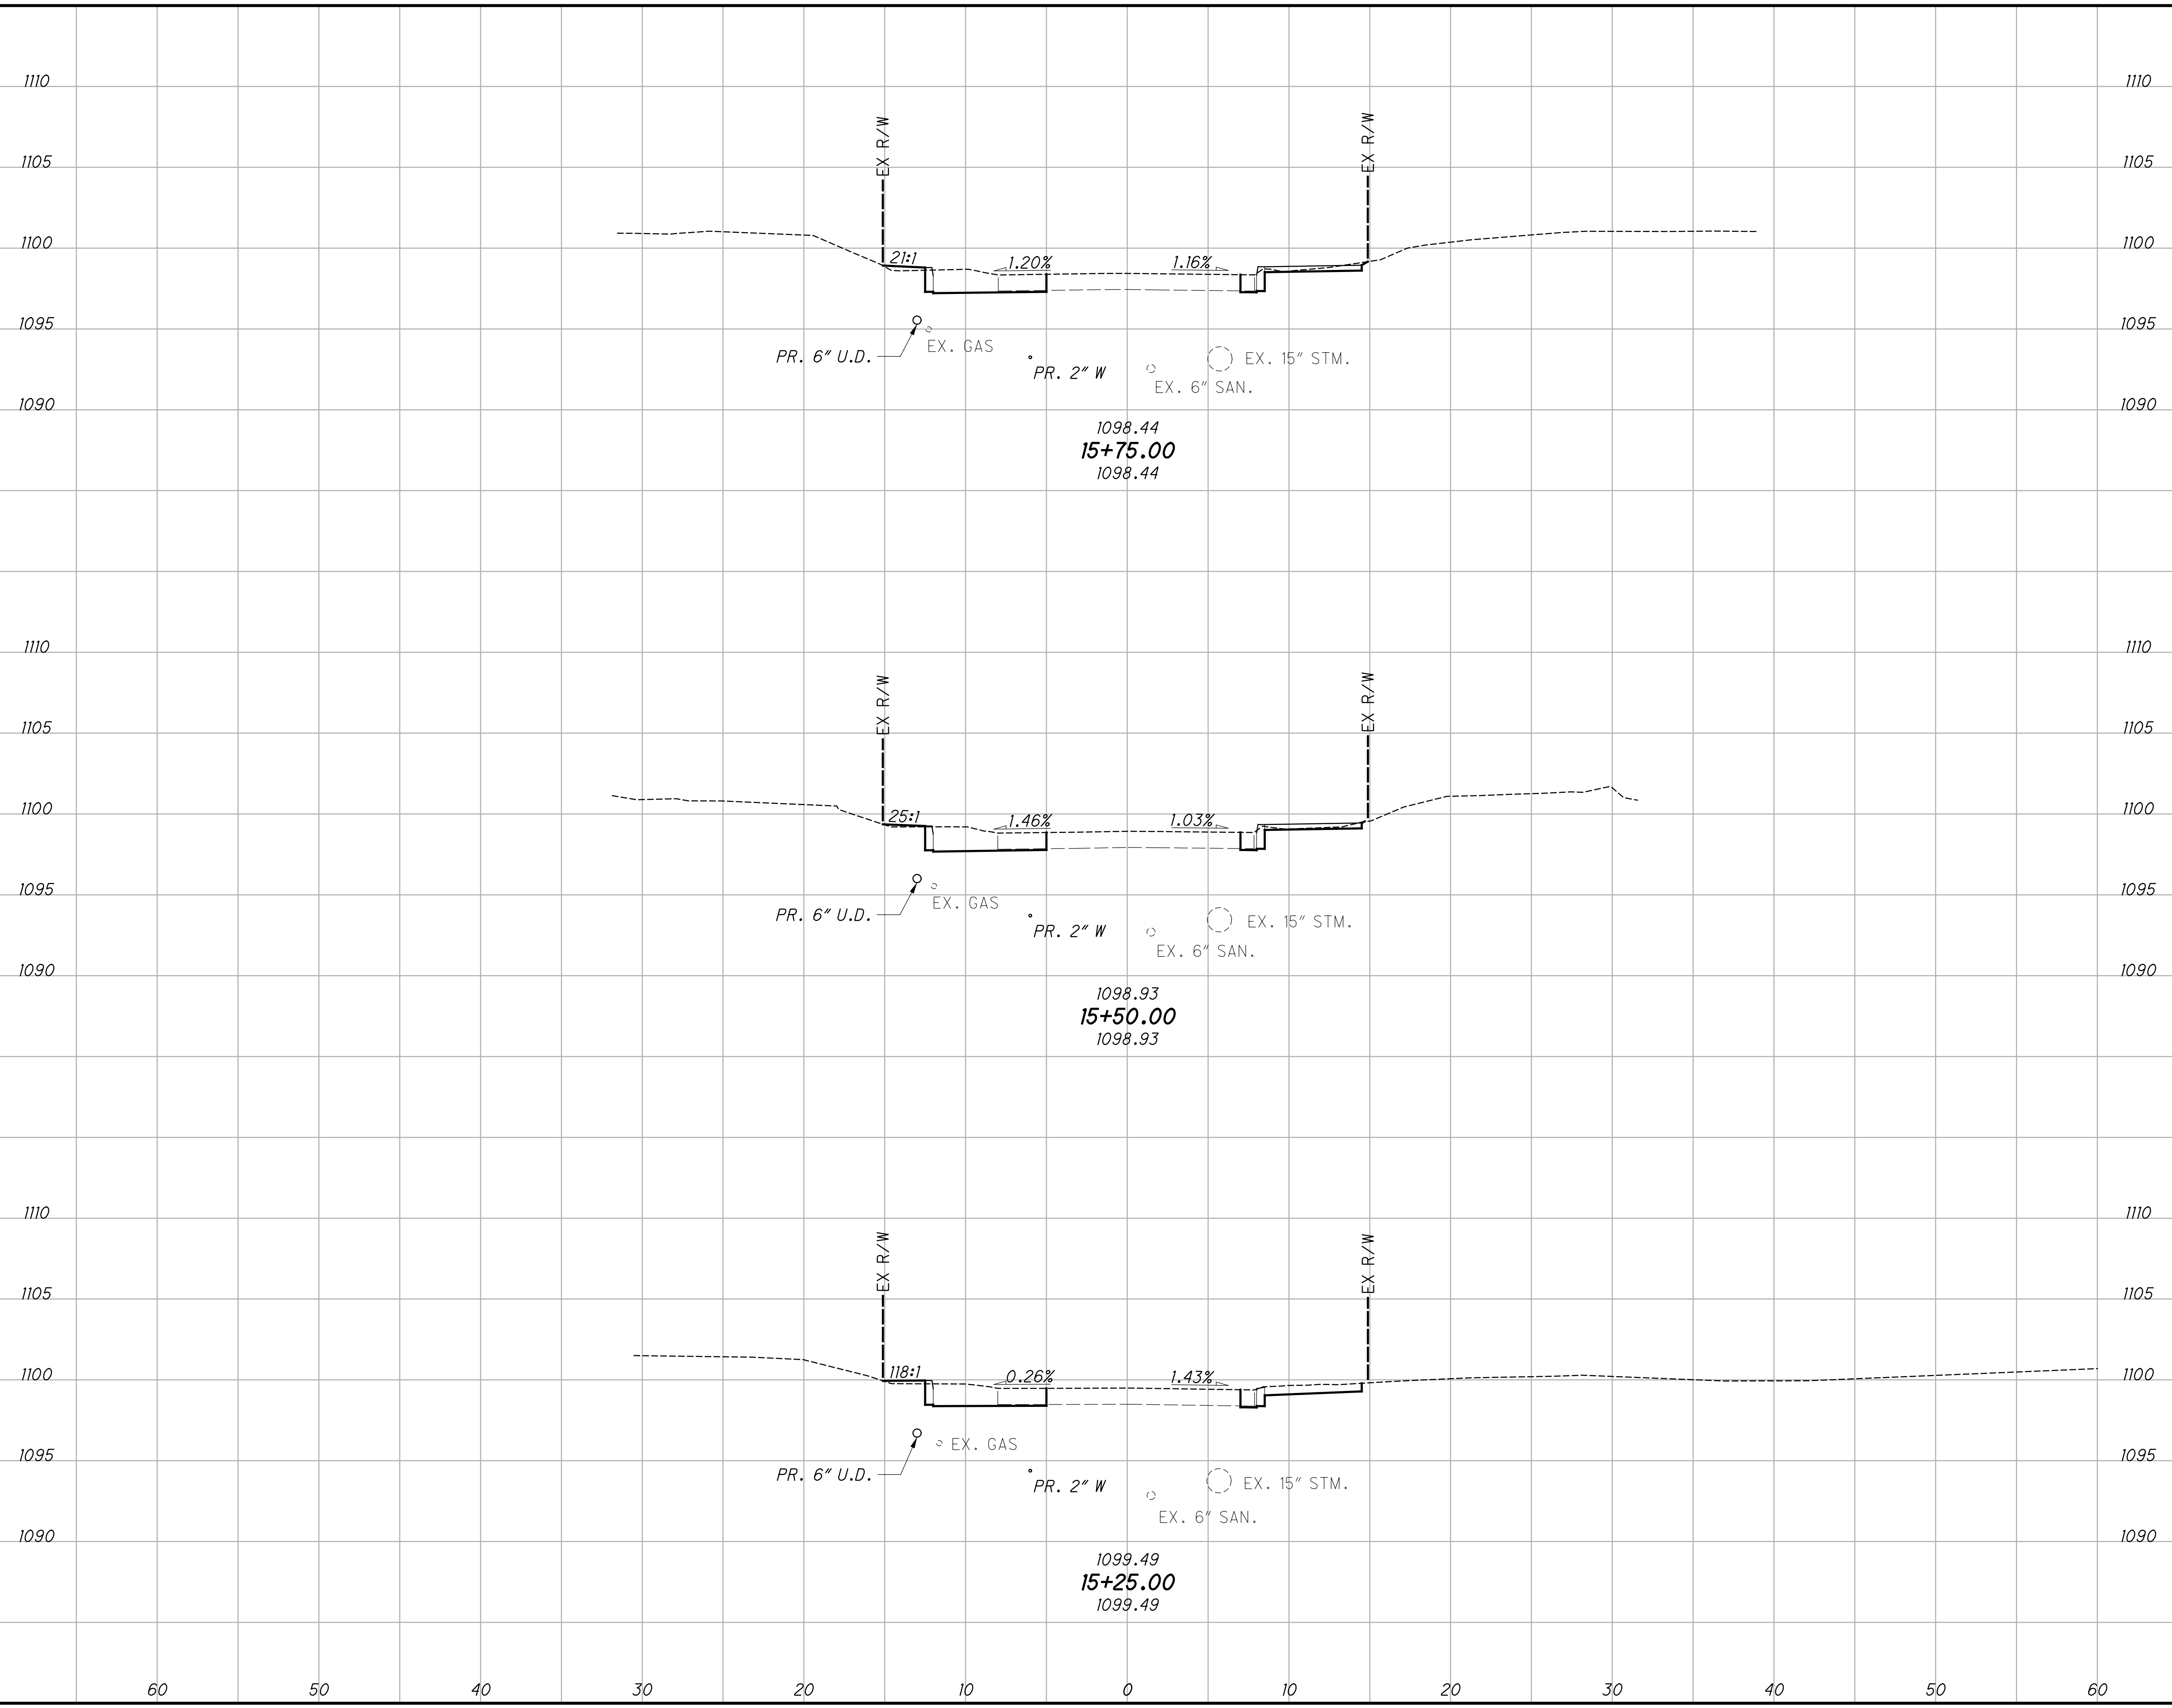 1110 1110
EX R/W EX R/W
1105 1105
1100 1100
21:1 1.20% 1.16%
1095 1095
EX. GAS
PR. 6" U.D. EX. 15" STM.
PR. 2" W
EX. 6" SAN.
1090 1090
1098.44
15+75.00
1098.44
1110 1110
EX R/W EX R/W
1105 1105
1100 1100
25:1 1.46% 1.03%
1095 1095
EX. GAS
PR. 6" U.D. EX. 15" STM.
PR. 2" W
EX. 6" SAN.
1090 1090
1098.93
15+50.00
1098.93
1110 1110
EX R/W EX R/W
1105 1105
1100 1100
118:1 0.26% 1.43%
EX. GAS
1095 1095
PR. 6" U.D. EX. 15" STM.
PR. 2" W
EX. 6" SAN.
1090 1090
1099.49
15+25.00
1099.49
60 50 40 30 20 10 0 10 20 30 40 50 60